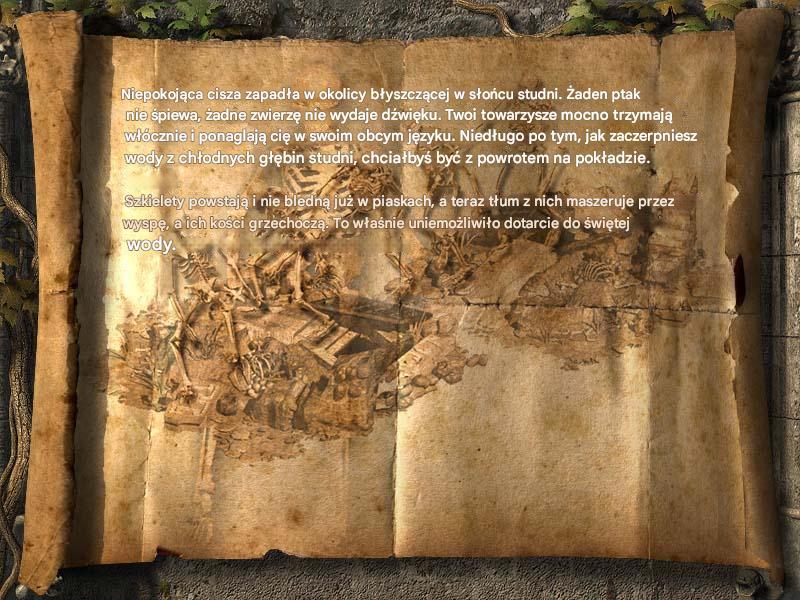 Niepokojąca cisza zapadła w okolicy błyszczącej w słońcu studni. Żaden ptak
nie śpiewa, żadne zwierzę nie wydaje dźwięku. Twoi towarzysze mocno trzymają
włócznie i ponaglają cię w swoim obcym języku. Niedługo po tym, jak zaczerpniesz
wody z chłodnych głębin studni, chciałbyś być z powrotem na pokładzie.
Szkielety powstają i nie bledną już w piaskach, a teraz tłum z nich maszeruje przez
wyspę, a ich kości grzechoczą. To właśnie uniemożliwiło dotarcie do świętej
wody.